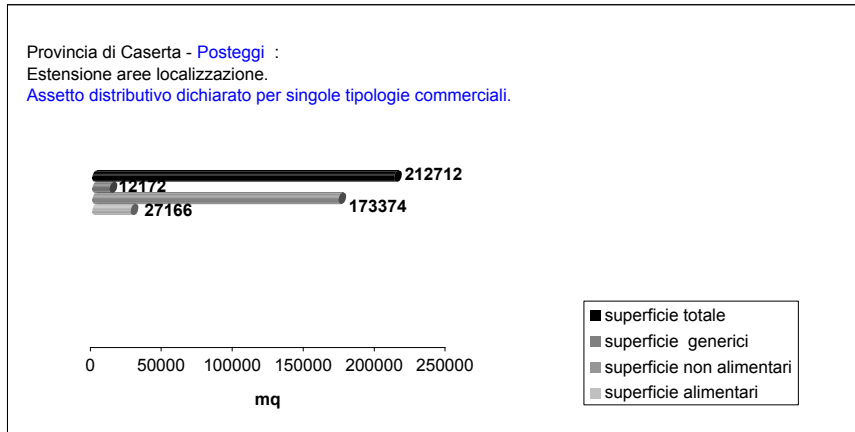 Provincia di Caserta - Posteggi :
Estensione aree localizzazione.
Assetto distributivo dichiarato per singole tipologie commerciali.
212712
12172
173374
27166
0 50000 100000 150000 200000 250000
mq
superficie totale
superficie generici
superficie non alimentari
superficie alimentari